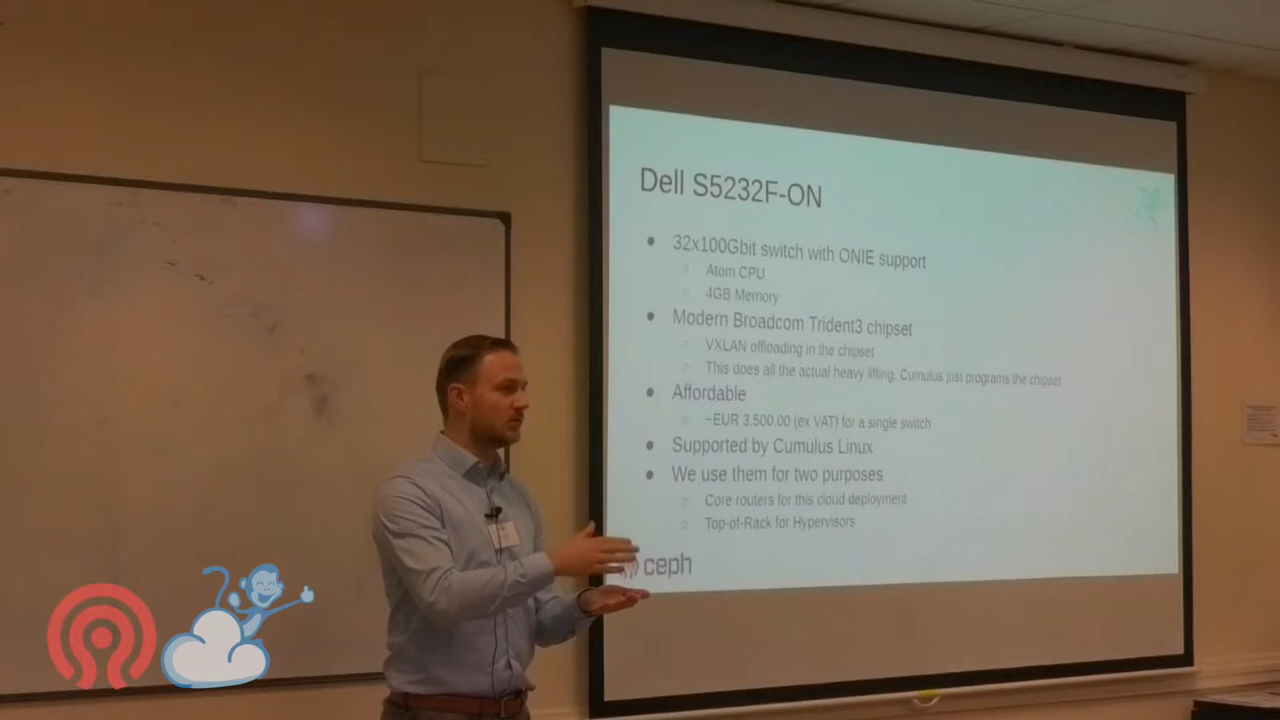 Dell S5232F-ON
● 32x100Gbit switch with ONIE support
○ Atom CPU
○ 4GB Memory
● Modern Broadcom Trident3 chipset
○ VXLAN offloading in the chipset
○ This does all the actual heavy lifting, Cumulus just programs the chipset
● Affordable
○ ~EUR 3.500.00 (ex VAT) for a single switch
● Supported by Cumulus Linux
● We use them for two purposes
○ Core routers for this cloud deployment
○ Top-of-Rack for Hypervisors
ceph